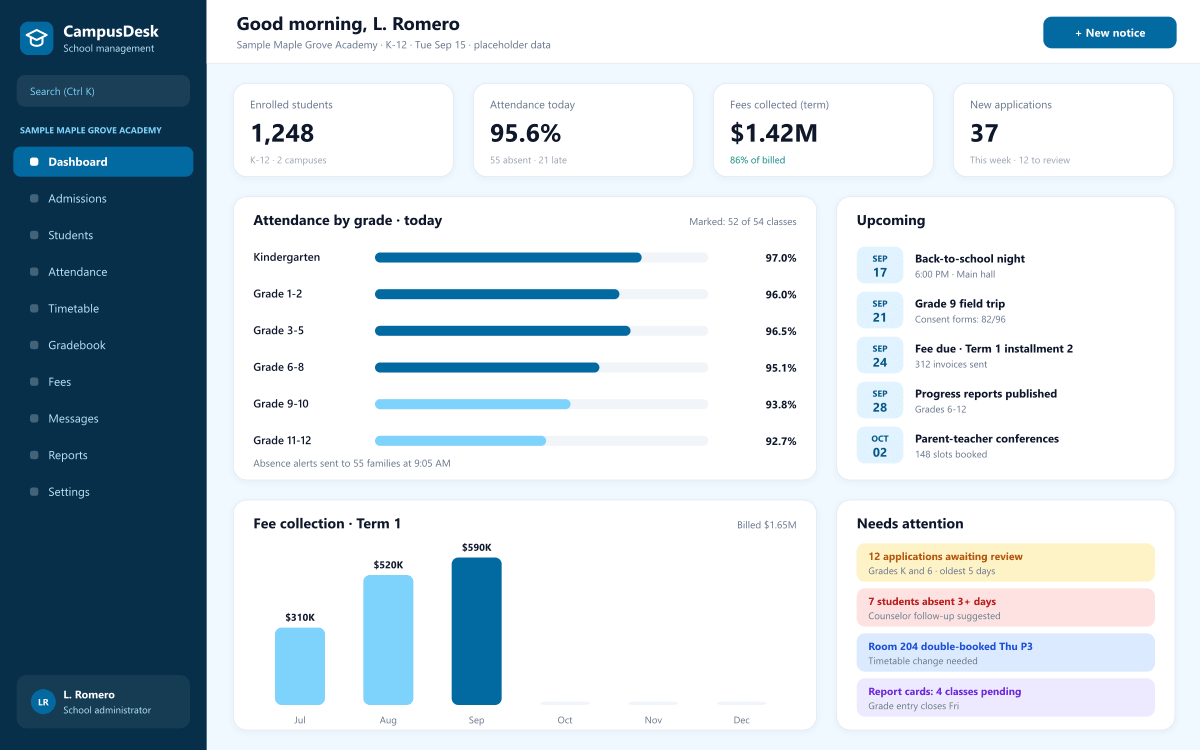 CampusDesk
School management
Search (Ctrl K)
SAMPLE MAPLE GROVE ACADEMY
Dashboard
Admissions
Students
Attendance
Timetable
Gradebook
Fees
Messages
Reports
Settings
LR
L. Romero
School administrator
Good morning, L. Romero
Sample Maple Grove Academy · K-12 · Tue Sep 15 · placeholder data
+ New notice
Enrolled students
1,248
K-12 · 2 campuses
Attendance today
95.6%
55 absent · 21 late
Fees collected (term)
$1.42M
86% of billed
New applications
37
This week · 12 to review
Attendance by grade · today
Marked: 52 of 54 classes
Kindergarten 97.0%
Grade 1-2 96.0%
Grade 3-5 96.5%
Grade 6-8 95.1%
Grade 9-10 93.8%
Grade 11-12 92.7%
Absence alerts sent to 55 families at 9:05 AM
Upcoming
SEP
17
Back-to-school night
6:00 PM · Main hall
SEP
21
Grade 9 field trip
Consent forms: 82/96
SEP
24
Fee due · Term 1 installment 2
312 invoices sent
SEP
28
Progress reports published
Grades 6-12
OCT
02
Parent-teacher conferences
148 slots booked
Fee collection · Term 1
Billed $1.65M
$310K
$520K
$590K
Jul Aug Sep Oct Nov Dec
Needs attention
12 applications awaiting review
Grades K and 6 · oldest 5 days
7 students absent 3+ days
Counselor follow-up suggested
Room 204 double-booked Thu P3
Timetable change needed
Report cards: 4 classes pending
Grade entry closes Fri